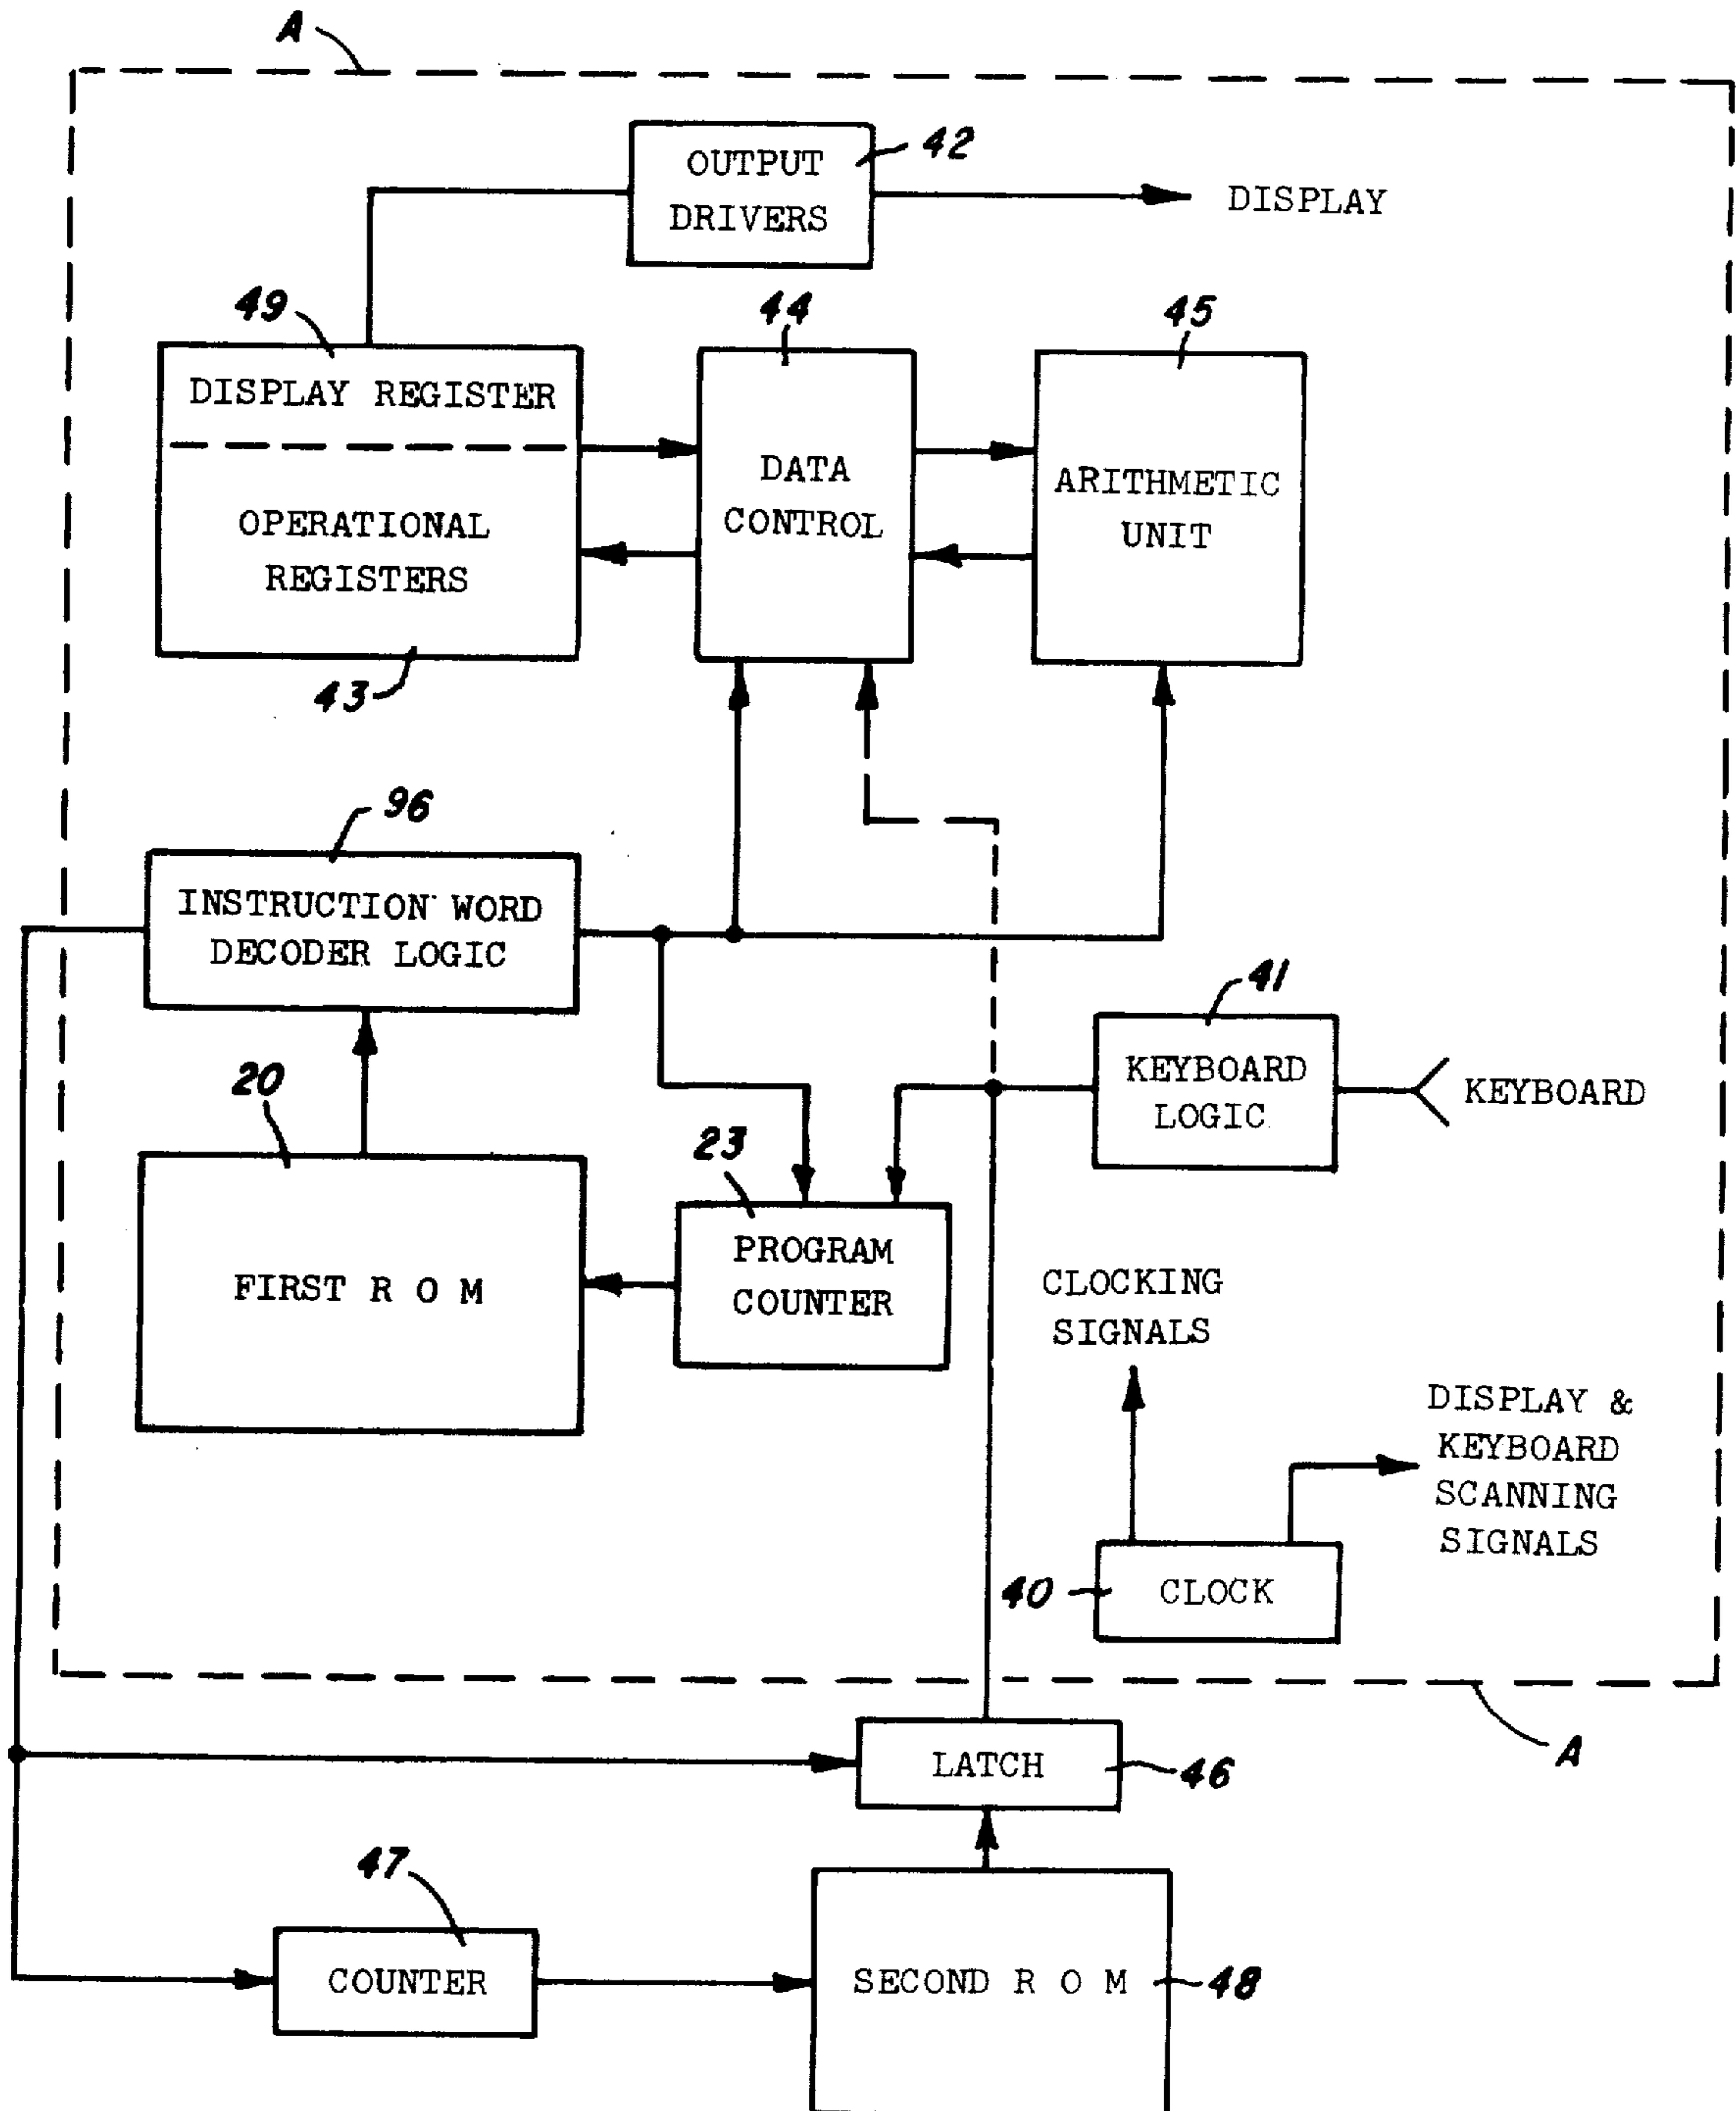 A
OUTPUT
DRIVERS
42
DISPLAY
49
44
45
DISPLAY REGISTER
OPERATIONAL
REGISTERS
DATA
CONTROL
ARITHMETIC
UNIT
43
96
INSTRUCTION WORD
DECODER LOGIC
41
KEYBOARD
LOGIC
KEYBOARD
20
23
FIRST R O M
PROGRAM
COUNTER
CLOCKING
SIGNALS
DISPLAY &
KEYBOARD
SCANNING
SIGNALS
40
CLOCK
A
LATCH
46
47
COUNTER
SECOND R O M
48